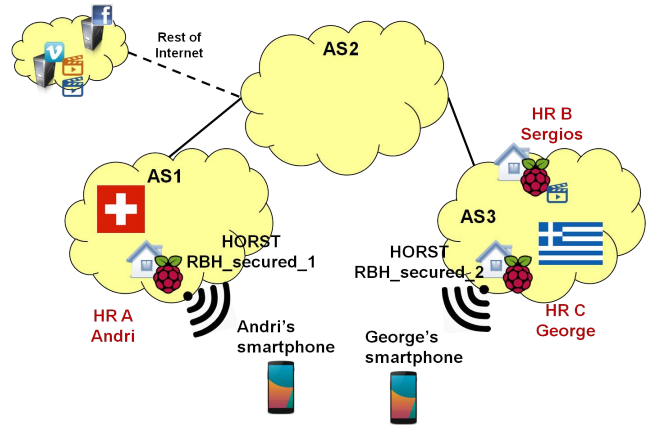 Rest of
Internet
AS2
HR B
Sergios
AS1
AS3
HORST
RBH_secured_1
HORST
RBH_secured_2
HR A
Andri
HR C
George
Andri's
smartphone
George's
smartphone